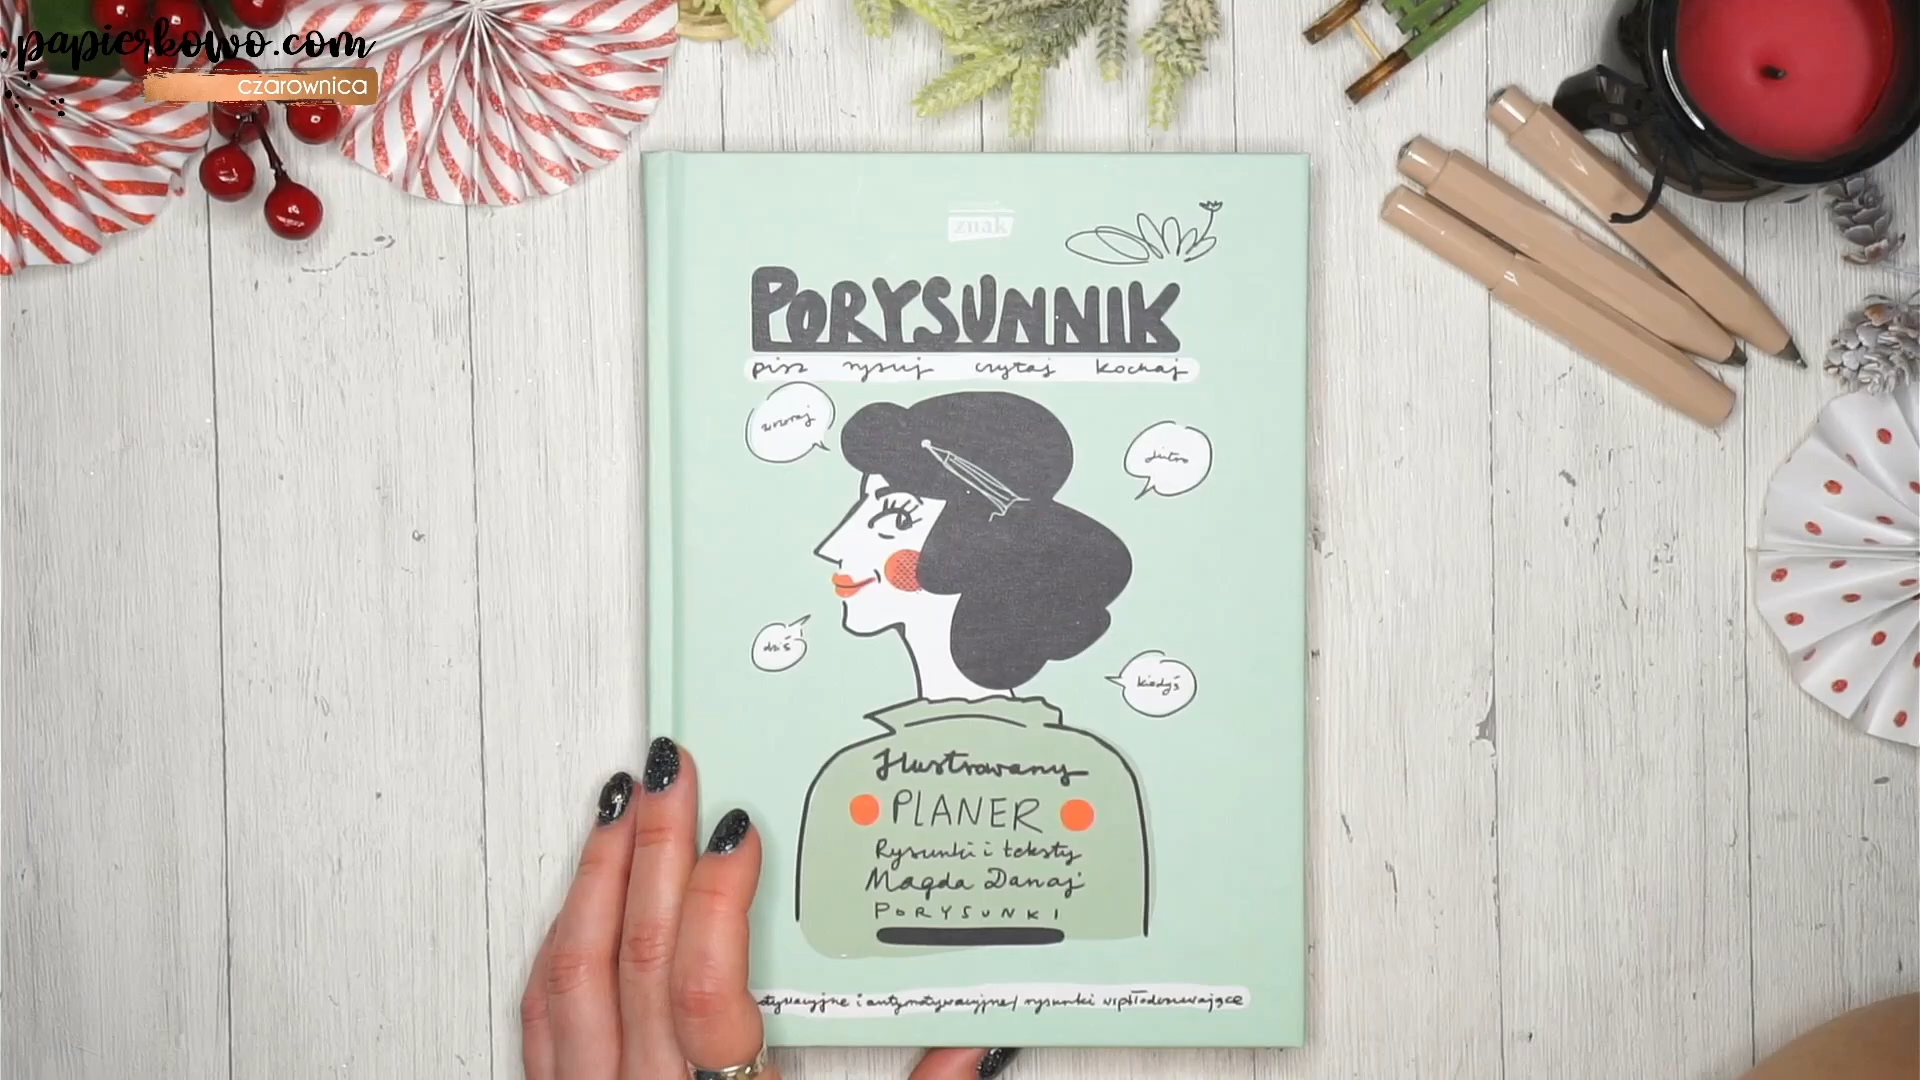 papierkowo.com
czarownica
znak
PORYSUNNIK
pisz rysuj czytaj kochaj
wczoraj
jutro
dziś
kiedyś
Ilustrowany
PLANER
Rysunki i teksty
Magda Danaj
PORYSUNKI
i antymotywacyjne / rysunki współodczuwające